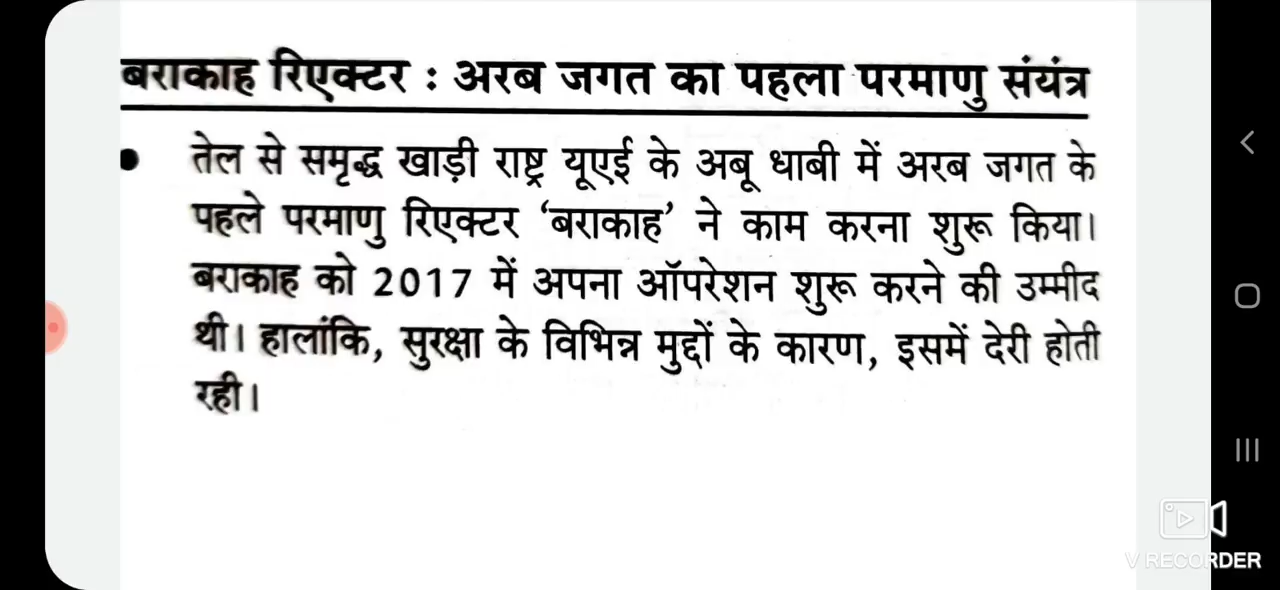 बराकाह रिएक्टर : अरब जगत का पहला परमाणु संयंत्र
• तेल से समृद्ध खाड़ी राष्ट्र यूएई के अबू धाबी में अरब जगत के
पहले परमाणु रिएक्टर ‘बराकाह’ ने काम करना शुरू किया।
बराकाह को 2017 में अपना ऑपरेशन शुरू करने की उम्मीद
थी। हालांकि, सुरक्षा के विभिन्न मुद्दों के कारण, इसमें देरी होती
रही।
V RECORDER